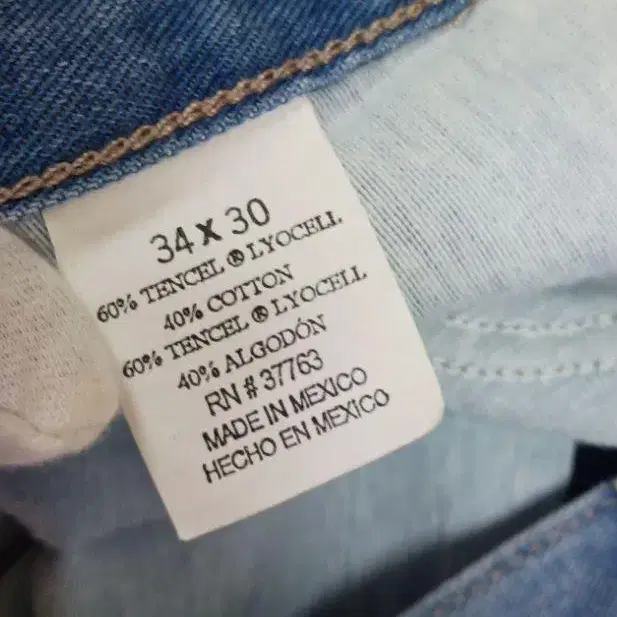 34 x 30
60% TENCEL ® LYOCELL
40% COTTON
60% TENCEL ® LYOCELL
40% ALGODÓN
RN # 37763
MADE IN MEXICO
HECHO EN MEXICO